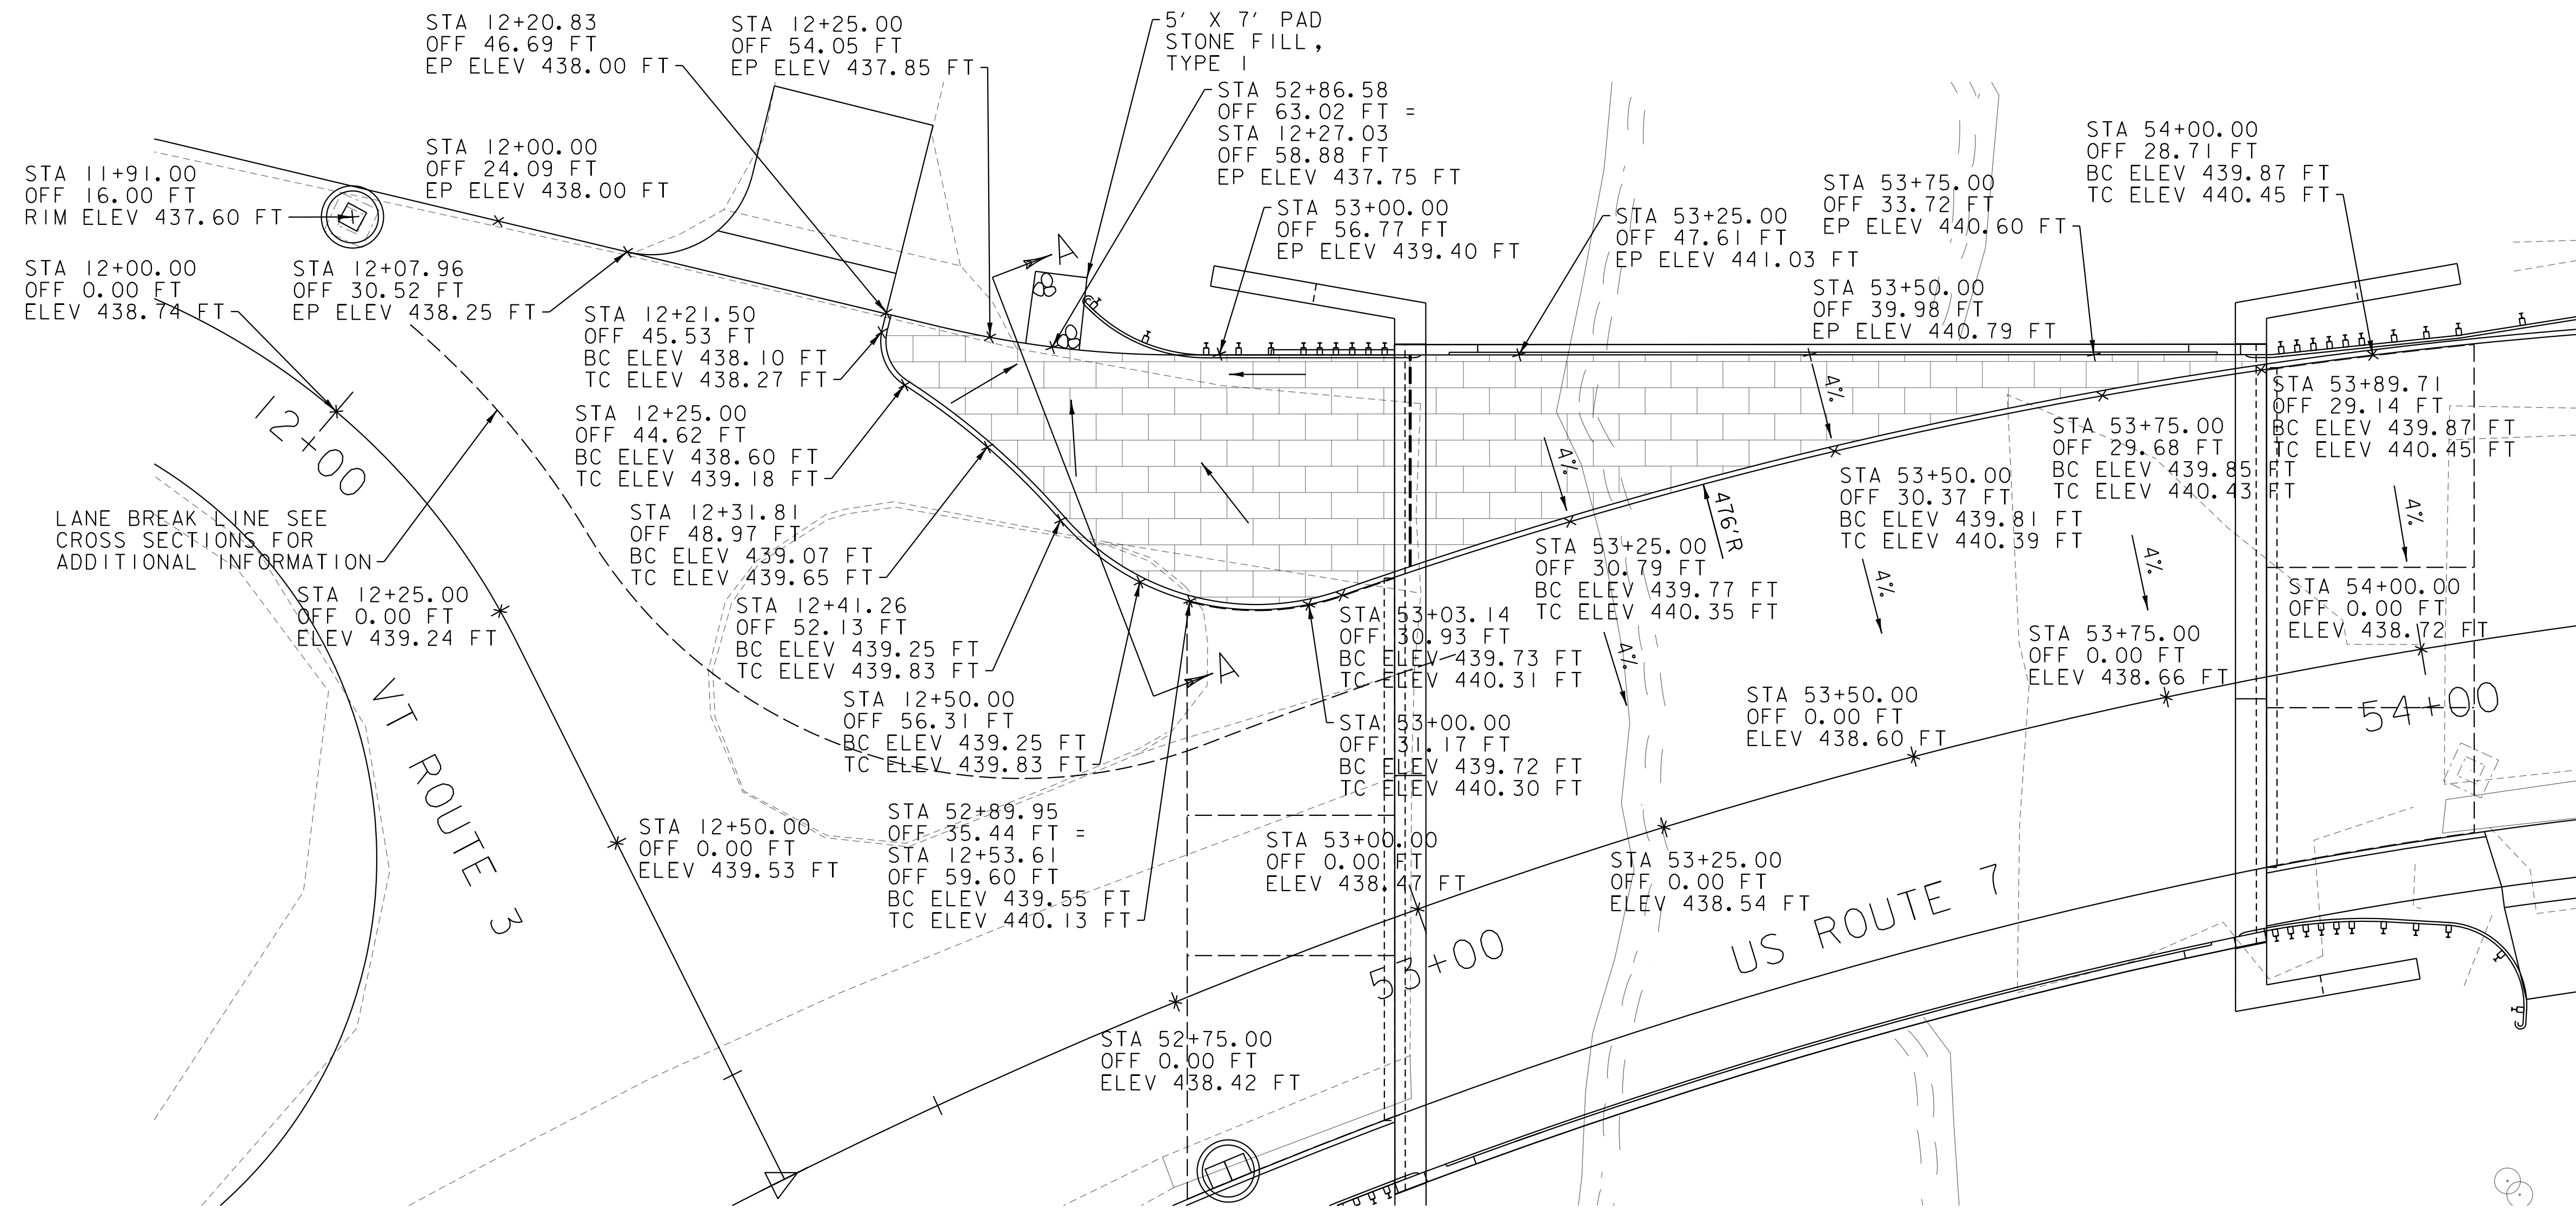 STA 12+20.83
OFF 46.69 FT
EP ELEV 438.00 FT
STA 12+25.00
OFF 54.05 FT
EP ELEV 437.85 FT
5' X 7' PAD
STONE FILL,
TYPE I
STA 52+86.58
OFF 63.02 FT =
STA 12+27.03
OFF 58.88 FT
EP ELEV 437.75 FT
STA 12+00.00
OFF 24.09 FT
EP ELEV 438.00 FT
STA 11+91.00
OFF 16.00 FT
RIM ELEV 437.60 FT
STA 54+00.00
OFF 28.71 FT
BC ELEV 439.87 FT
TC ELEV 440.45 FT
STA 53+75.00
OFF 33.72 FT
EP ELEV 440.60 FT
STA 53+00.00
OFF 56.77 FT
EP ELEV 439.40 FT
STA 53+25.00
OFF 47.61 FT
EP ELEV 441.03 FT
STA 53+50.00
OFF 39.98 FT
EP ELEV 440.79 FT
A
STA 12+00.00
OFF 0.00 FT
ELEV 438.74 FT
STA 12+07.96
OFF 30.52 FT
EP ELEV 438.25 FT
STA 12+21.50
OFF 45.53 FT
BC ELEV 438.10 FT
TC ELEV 438.27 FT
12+00
STA 12+25.00
OFF 44.62 FT
BC ELEV 438.60 FT
TC ELEV 439.18 FT
4%
4%
STA 53+89.71
OFF 29.14 FT
BC ELEV 439.87 FT
TC ELEV 440.45 FT
STA 53+75.00
OFF 29.68 FT
BC ELEV 439.85 FT
TC ELEV 440.43 FT
STA 53+50.00
OFF 30.37 FT
BC ELEV 439.81 FT
TC ELEV 440.39 FT
476'R
4%
LANE BREAK LINE SEE
CROSS SECTIONS FOR
ADDITIONAL INFORMATION
STA 12+31.81
OFF 48.97 FT
BC ELEV 439.07 FT
TC ELEV 439.65 FT
STA 53+25.00
OFF 30.79 FT
BC ELEV 439.77 FT
TC ELEV 440.35 FT
4%
4%
STA 12+25.00
OFF 0.00 FT
ELEV 439.24 FT
STA 12+41.26
OFF 52.13 FT
BC ELEV 439.25 FT
TC ELEV 439.83 FT
STA 53+03.14
OFF 30.93 FT
BC ELEV 439.73 FT
TC ELEV 440.31 FT
4%
STA 54+00.00
OFF 0.00 FT
ELEV 438.72 FT
STA 53+75.00
OFF 0.00 FT
ELEV 438.66 FT
A
STA 12+50.00
OFF 56.31 FT
BC ELEV 439.25 FT
TC ELEV 439.83 FT
STA 53+00.00
OFF 31.17 FT
BC ELEV 439.72 FT
TC ELEV 440.30 FT
STA 53+50.00
OFF 0.00 FT
ELEV 438.60 FT
54+00
VT ROUTE 3
STA 12+50.00
OFF 0.00 FT
ELEV 439.53 FT
STA 52+89.95
OFF 35.44 FT =
STA 12+53.61
OFF 59.60 FT
BC ELEV 439.55 FT
TC ELEV 440.13 FT
STA 53+00.00
OFF 0.00 FT
ELEV 438.47 FT
STA 53+25.00
OFF 0.00 FT
ELEV 438.54 FT
US ROUTE 7
53+00
STA 52+75.00
OFF 0.00 FT
ELEV 438.42 FT